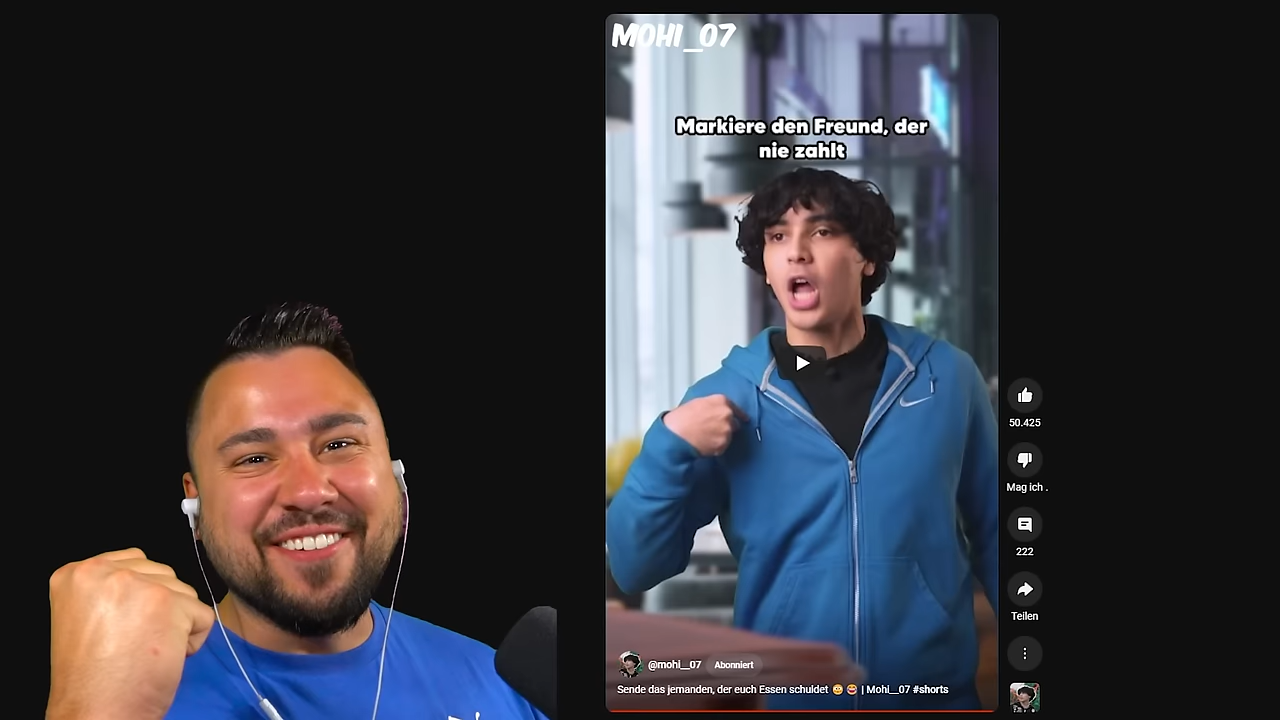 MOHI_07
Markiere den Freund, der
nie zahlt
50.425
Mag ich .
222
Teilen
@mohi__07 Abonniert
Sende das jemanden, der euch Essen schuldet 😳 😍 | Mohi__07 #shorts